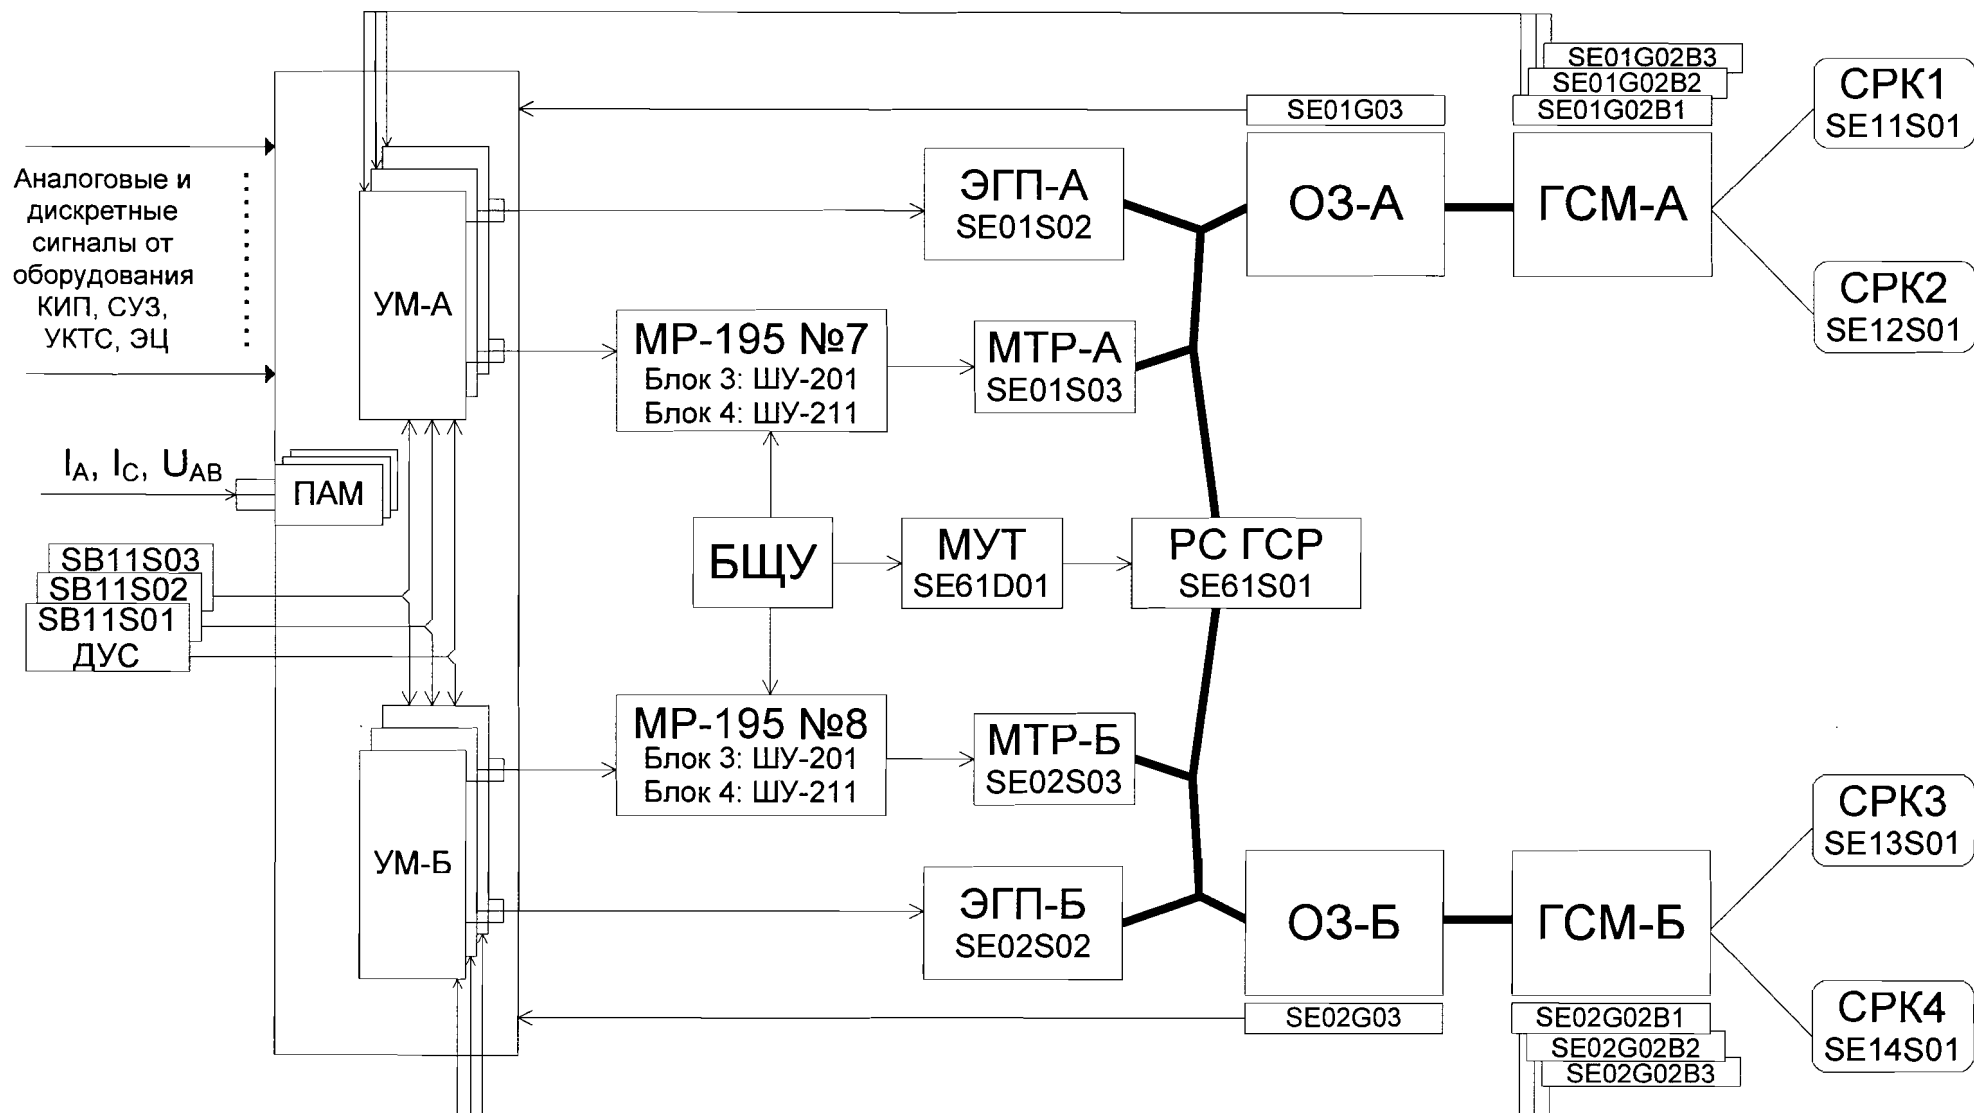 SE01G02B3
SE01G02B2
SE01G03
SE01G02B1
СРК1
SE11S01
Аналоговые и
дискретные
сигналы от
оборудования
КИП, СУЗ,
УКТС, ЭЦ
УМ-А
ЭГП-А
SE01S02
ОЗ-А
ГСМ-А
СРК2
SE12S01
МР-195 №7
Блок 3: ШУ-201
Блок 4: ШУ-211
МТР-А
SE01S03
IA, IC, UAB
ПАМ
SB11S03
SB11S02
SB11S01
ДУС
БЩУ
МУТ
SE61D01
РС ГСР
SE61S01
МР-195 №8
Блок 3: ШУ-201
Блок 4: ШУ-211
МТР-Б
SE02S03
СРК3
SE13S01
УМ-Б
ЭГП-Б
SE02S02
ОЗ-Б
ГСМ-Б
СРК4
SE14S01
SE02G03
SE02G02B1
SE02G02B2
SE02G02B3